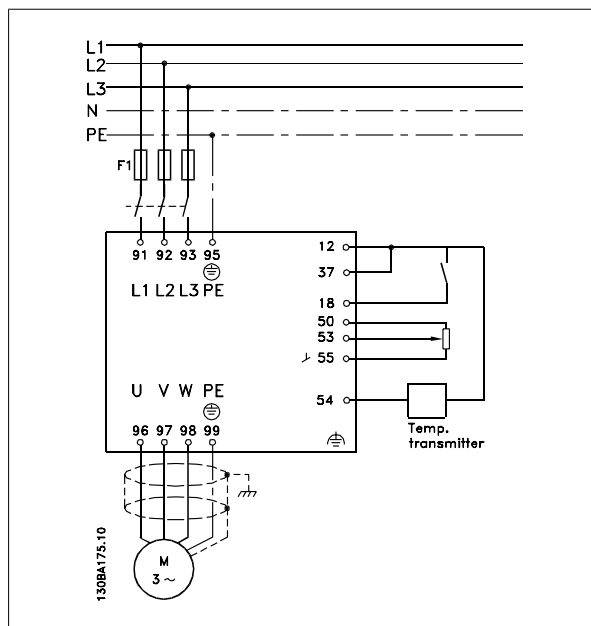 L1
L2
L3
N
PE
F1
91 92 93 95
L1 L2 L3 PE
12
37
18
50
53
55
54
U V W PE
96 97 98 99
Temp.
transmitter
M
3 ~
130BA175.10